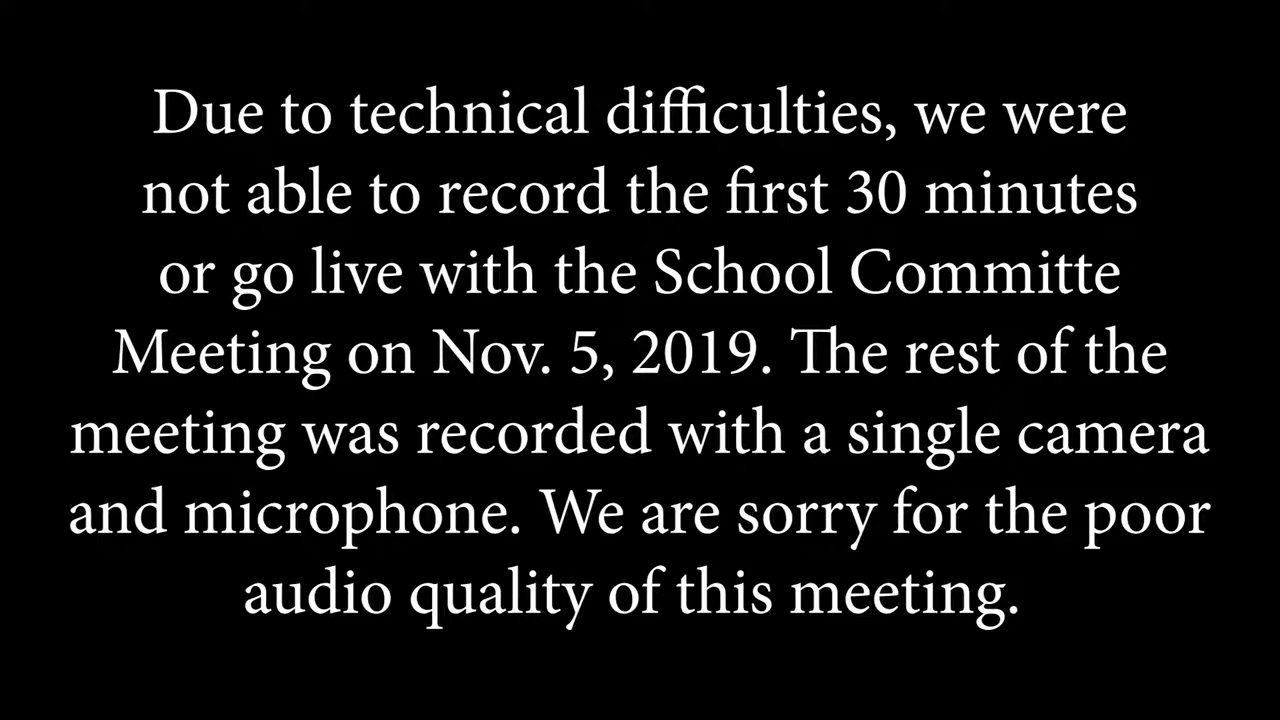 Due to technical difficulties, we were
not able to record the first 30 minutes
or go live with the School Committe
Meeting on Nov. 5, 2019. The rest of the
meeting was recorded with a single camera
and microphone. We are sorry for the poor
audio quality of this meeting.